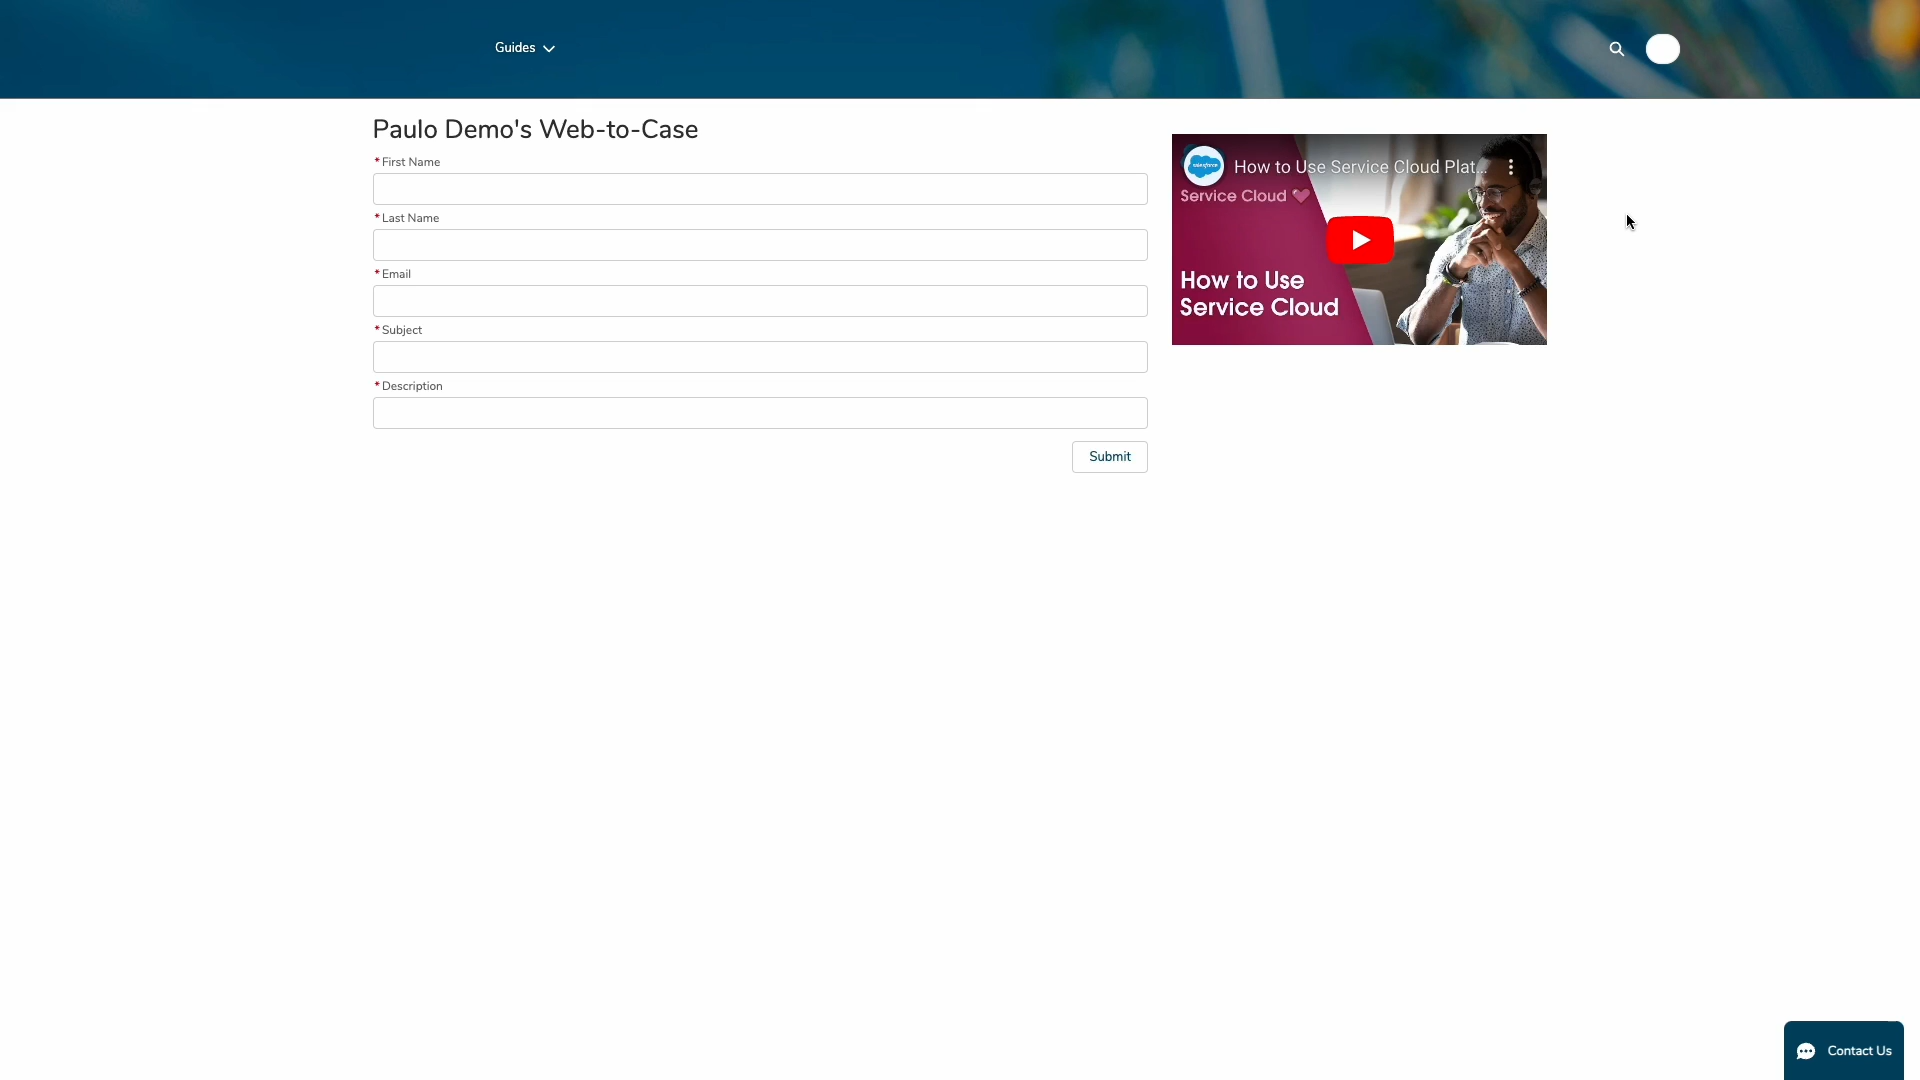 Guides
Paulo Demo's Web-to-Case
* First Name
* Last Name
* Email
* Subject
* Description
Submit
salesforce
How to Use Service Cloud Plat...
Service Cloud
How to Use
Service Cloud
Contact Us